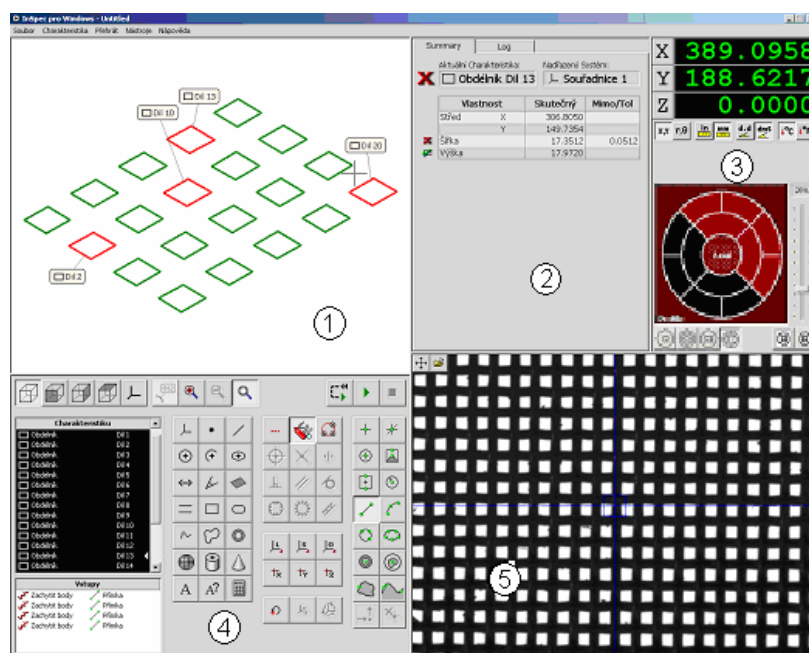 InSpec pro Windows - Untitled
Soubor Charakteristika Přehrát Nástroje Nápověda
Díl 13
Díl 10
Díl 20
Díl 2
1
Summary Log
Aktuální Charakteristika: Nadřazený Systém:
Obdélník Díl 13 Souřadnice 1
Vlastnost Skutečný Mimo/Tol
Střed X 306.8050
Y 149.7354
Šířka 17.3512 0.0512
Výška 17.9720
2
X 389.0958
Y 188.6217
Z 0.0000
x,y r,θ in mm d.d dms
3
4
Charakteristiku
Obdélník Díl 1
Obdélník Díl 2
Obdélník Díl 3
Obdélník Díl 4
Obdélník Díl 5
Obdélník Díl 6
Obdélník Díl 7
Obdélník Díl 8
Obdélník Díl 9
Obdélník Díl 10
Obdélník Díl 11
Obdélník Díl 12
Obdélník Díl 13
Obdélník Díl 14
Vstupy
Zachytit body Přímka
Zachytit body Přímka
Zachytit body Přímka
Zachytit body Přímka
A A?
5